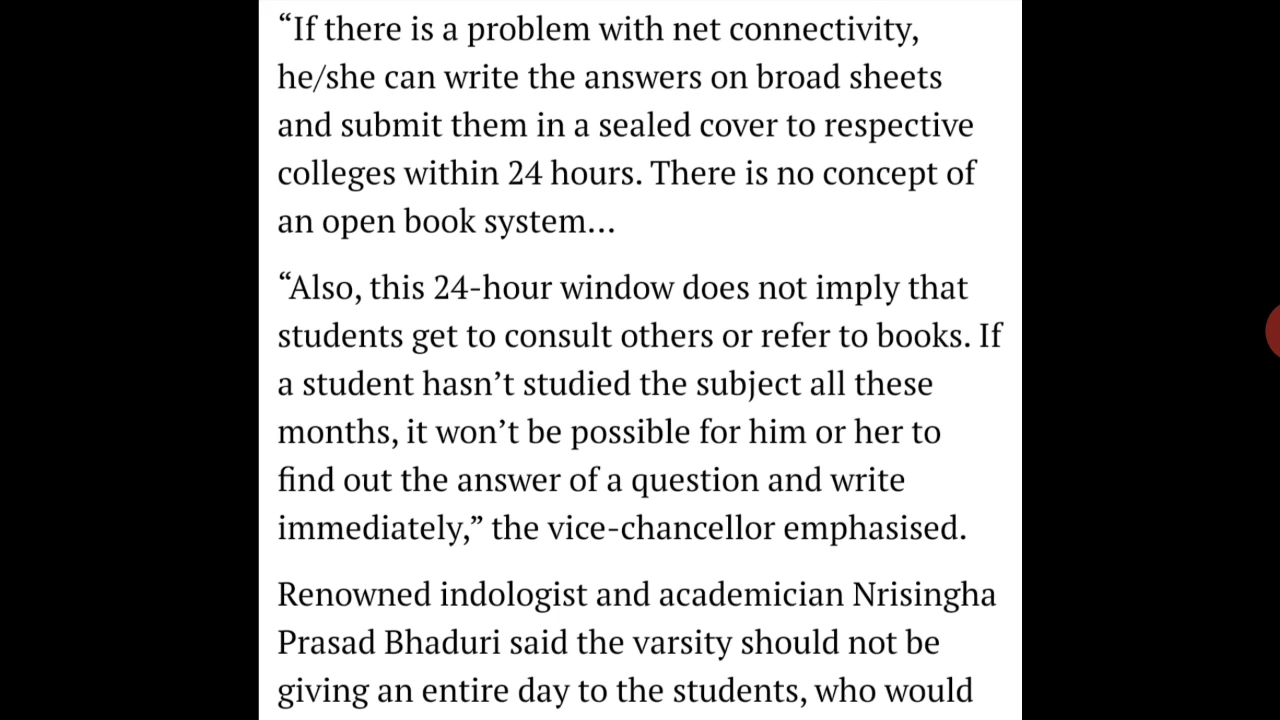 “If there is a problem with net connectivity,
he/she can write the answers on broad sheets
and submit them in a sealed cover to respective
colleges within 24 hours. There is no concept of
an open book system...
“Also, this 24-hour window does not imply that
students get to consult others or refer to books. If
a student hasn’t studied the subject all these
months, it won’t be possible for him or her to
find out the answer of a question and write
immediately,” the vice-chancellor emphasised.
Renowned indologist and academician Nrisingha
Prasad Bhaduri said the varsity should not be
giving an entire day to the students, who would